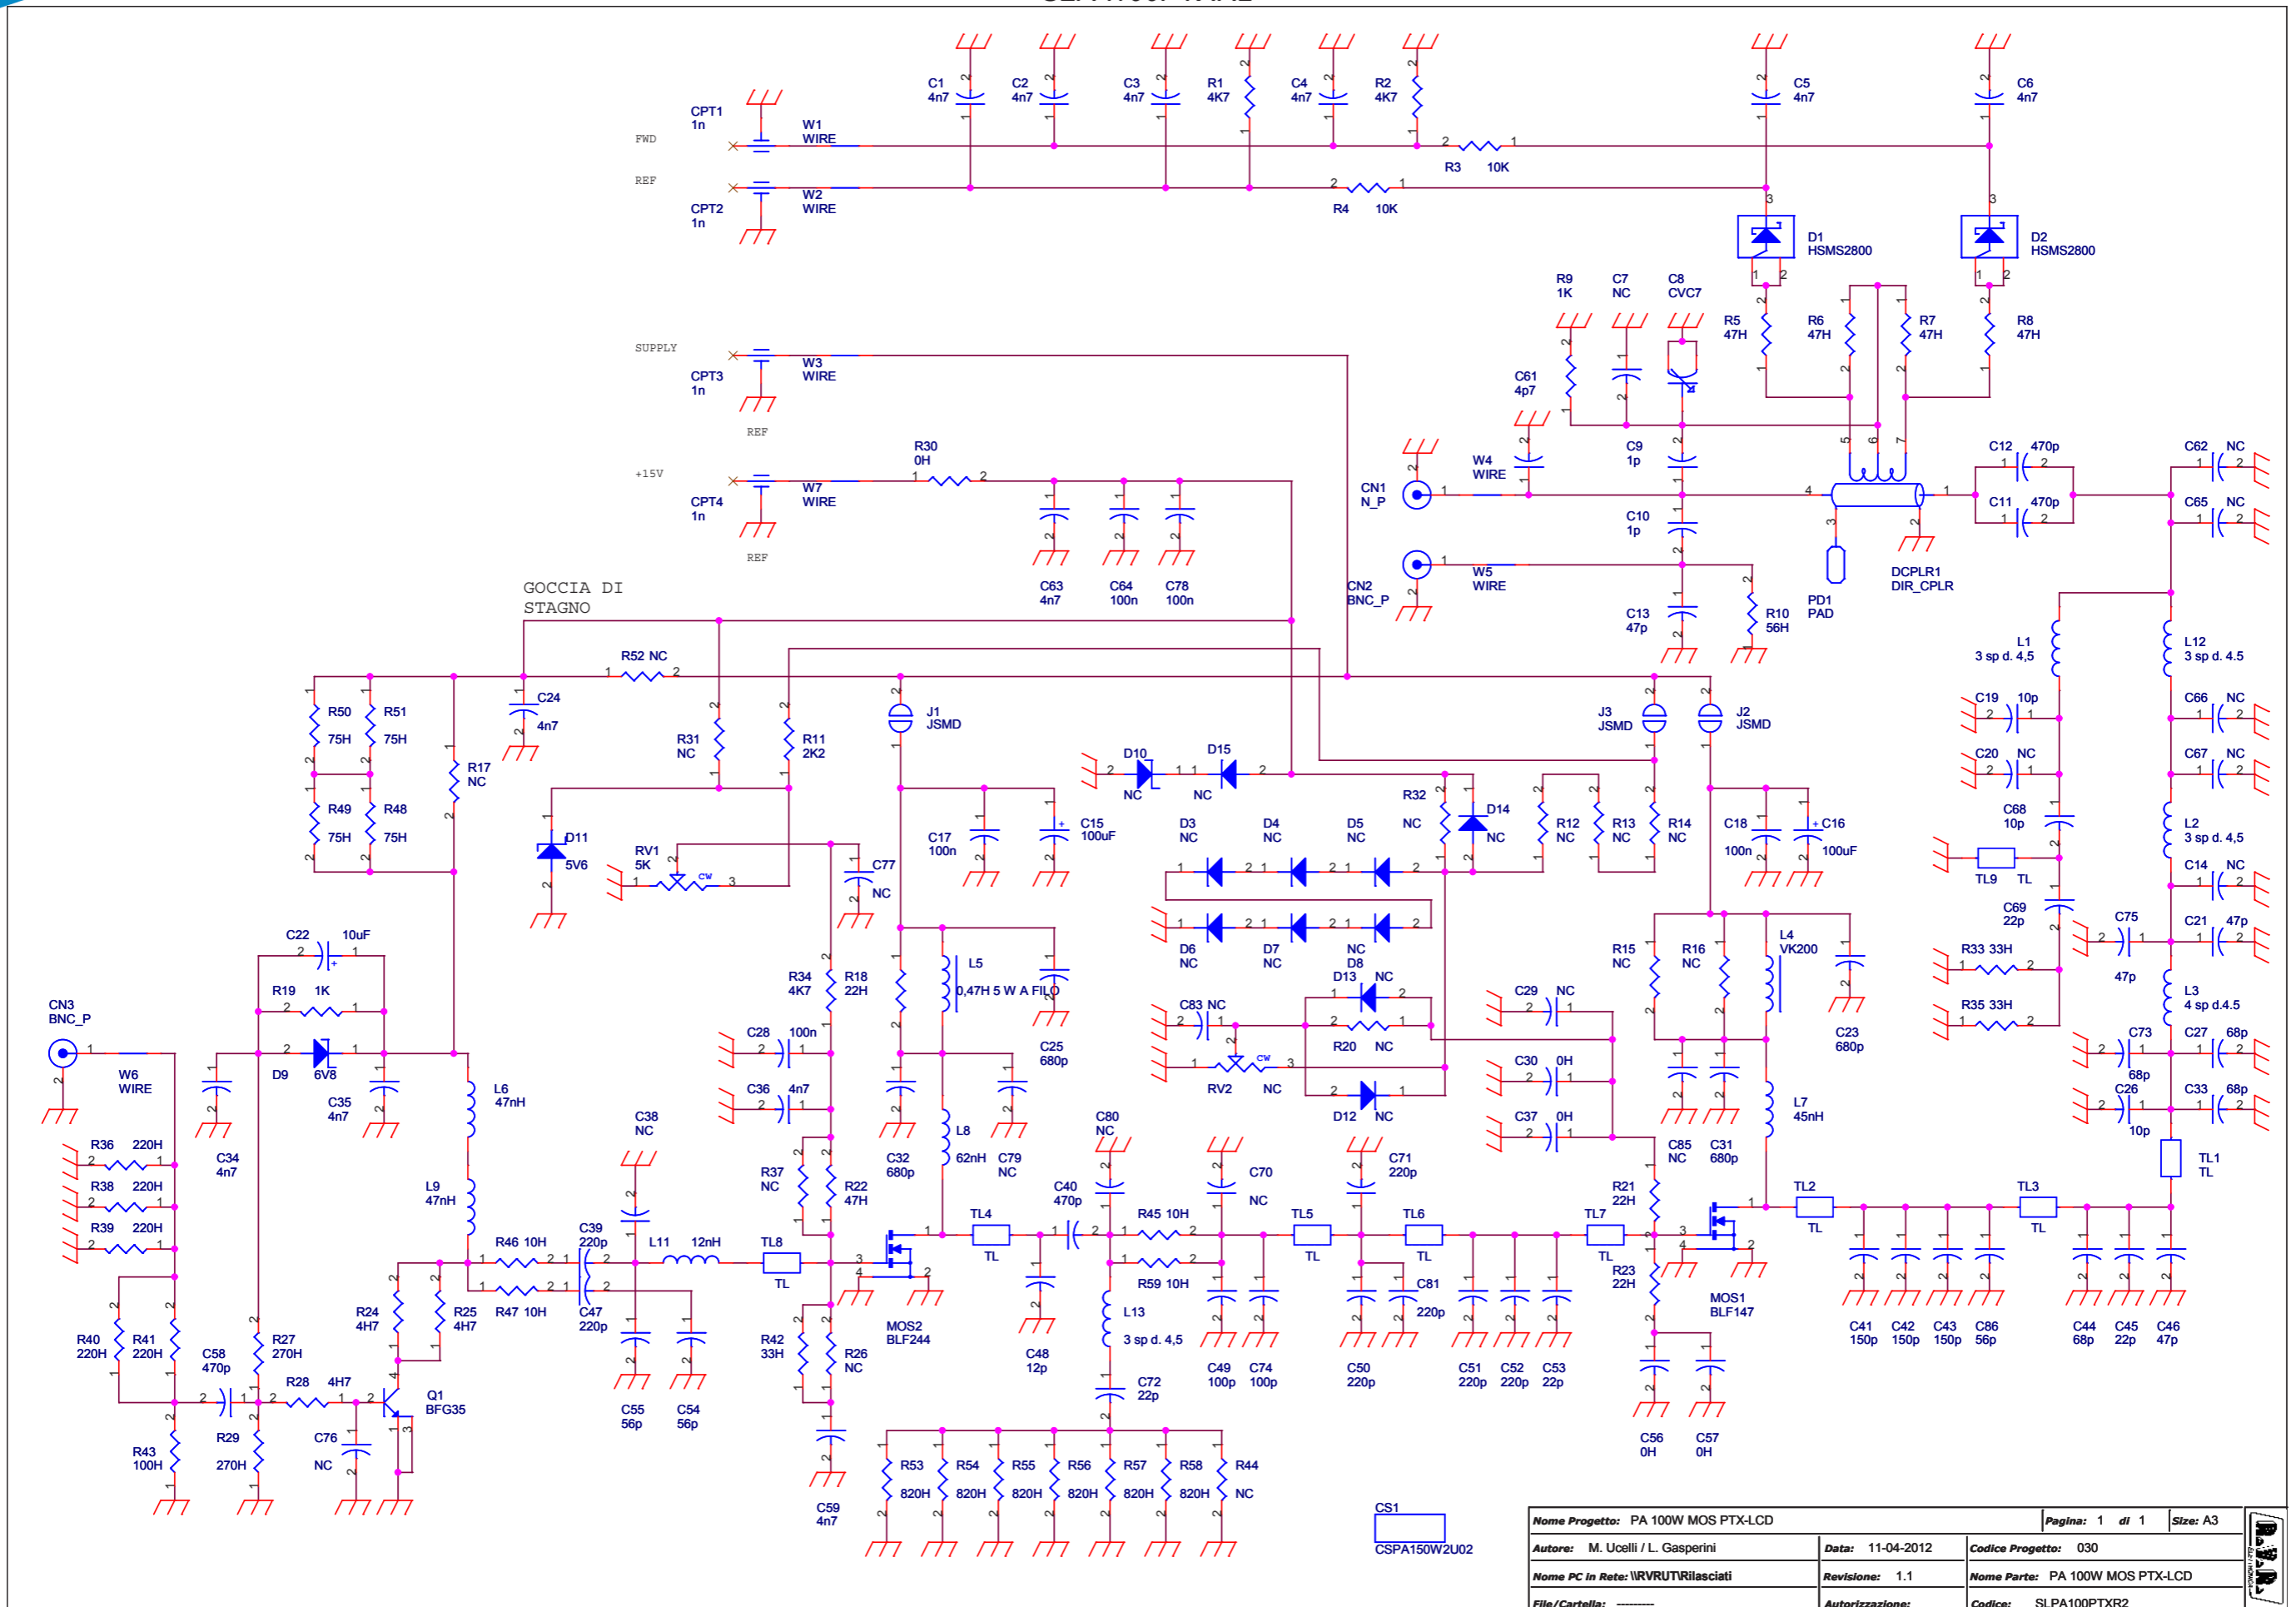 C1
4n7
C2
4n7
C3
4n7
R1
4K7
C4
4n7
R2
4K7
C5
4n7
C6
4n7
CPT1
1n
FWD
W1
WIRE
R3 10K
REF
CPT2
1n
W2
WIRE
R4 10K
D1
HSMS2800
D2
HSMS2800
R9
1K
C7
NC
C8
CVC7
R5
47H
R6
47H
R7
47H
R8
47H
SUPPLY
CPT3
1n
W3
WIRE
REF
C61
4p7
+15V
CPT4
1n
W7
WIRE
REF
R30
0H
C63
4n7
C64
100n
C78
100n
CN1
N_P
W4
WIRE
C9
1p
C10
1p
CN2
BNC_P
W5
WIRE
C13
47p
R10
56H
PD1
PAD
DCPLR1
DIR_CPLR
C12 470p
C11 470p
C62 NC
C65 NC
GOCCIA DI
STAGNO
R52 NC
L1
3 sp d. 4,5
L12
3 sp d. 4.5
R50
75H
R51
75H
C24
4n7
R17
NC
R49
75H
R48
75H
R31
NC
R11
2K2
J1
JSMD
J3
JSMD
J2
JSMD
C19 10p
C20 NC
C66 NC
C67 NC
D10
NC
D15
NC
D11
5V6
RV1
5K
cw
C77
NC
C17
100n
C15
100uF
D3
NC
D4
NC
D5
NC
R32
NC
D14
NC
R12
NC
R13
NC
R14
NC
C18
100n
C16
100uF
C68
10p
L2
3 sp d. 4,5
TL9 TL
C14 NC
C69
22p
D6
NC
D7
NC
NC
D8
C22 10uF
R19 1K
D9 6V8
C35
4n7
C34
4n7
CN3
BNC_P
W6
WIRE
R34
4K7
R18
22H
L5
0,47H 5 W A FILO
C25
680p
C28 100n
C36 4n7
D13 NC
C83 NC
R20 NC
RV2 NC
cw
D12 NC
C29 NC
C30 0H
C37 0H
R15
NC
R16
NC
L4
VK200
C23
680p
C75
47p
C21 47p
R33 33H
R35 33H
L3
4 sp d.4.5
C73
68p
C27 68p
C26
10p
C33 68p
TL1
TL
L6
47nH
L9
47nH
R36 220H
R38 220H
R39 220H
C38
NC
R37
NC
R22
47H
C32
680p
L8
62nH
C79
NC
C80
NC
C40
470p
C70
NC
C71
220p
R21
22H
C85
NC
C31
680p
L7
45nH
R46 10H
R47 10H
C39
220p
C47
220p
L11 12nH
TL8
TL
TL4
TL
R45 10H
R59 10H
TL5
TL
TL6
TL
TL7
TL
R23
22H
TL2
TL
TL3
TL
R24
4H7
R25
4H7
R40
220H
R41
220H
C58
470p
R27
270H
R28 4H7
Q1
BFG35
R43
100H
R29
270H
C76
NC
C55
56p
C54
56p
R42
33H
R26
NC
MOS2
BLF244
C48
12p
L13
3 sp d. 4,5
C72
22p
C49
100p
C74
100p
C50
220p
C81
220p
C51
220p
C52
220p
C53
22p
MOS1
BLF147
C41
150p
C42
150p
C43
150p
C86
56p
C44
68p
C45
22p
C46
47p
C56
0H
C57
0H
C59
4n7
R53
820H
R54
820H
R55
820H
R56
820H
R57
820H
R58
820H
R44
NC
CS1
CSPA150W2U02
Nome Progetto: PA 100W MOS PTX-LCD Pagina: 1 di 1 Size: A3
Autore: M. Ucelli / L. Gasperini Data: 11-04-2012 Codice Progetto: 030
Nome PC in Rete: \\RVRUT\Rilasciati Revisione: 1.1 Nome Parte: PA 100W MOS PTX-LCD
File/Cartella: --------- Autorizzazione: Codice: SLPA100PTXR2
R.V.R.